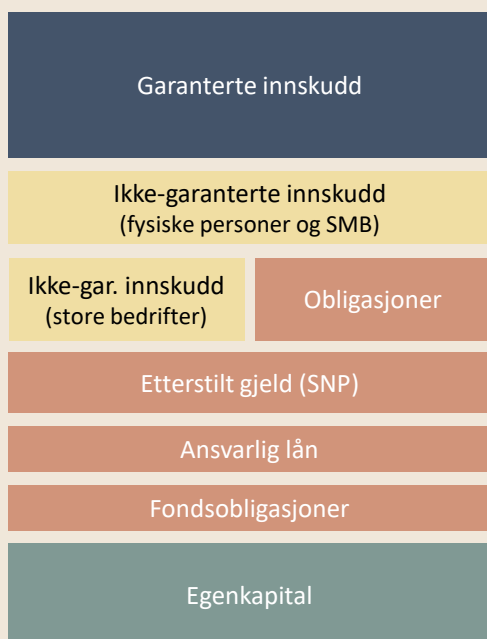 Garanterte innskudd
Ikke-garanterte innskudd
(fysiske personer og SMB)
Ikke-gar. innskudd
(store bedrifter)
Obligasjoner
Etterstilt gjeld (SNP)
Ansvarlig lån
Fondsobligasjoner
Egenkapital